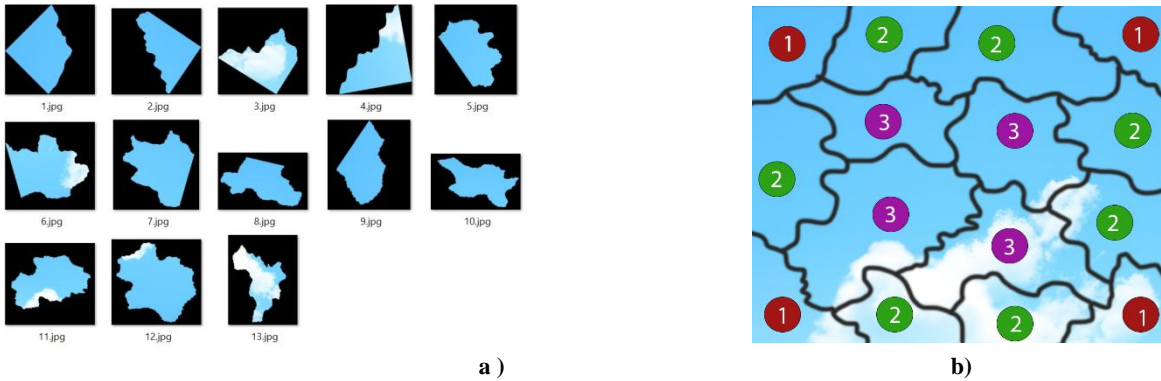 1.jpg 2.jpg 3.jpg 4.jpg 5.jpg
6.jpg 7.jpg 8.jpg 9.jpg 10.jpg
11.jpg 12.jpg 13.jpg
1 2 2 1
3 3 2
2
3 2
3
1 2 2 1
a ) b)